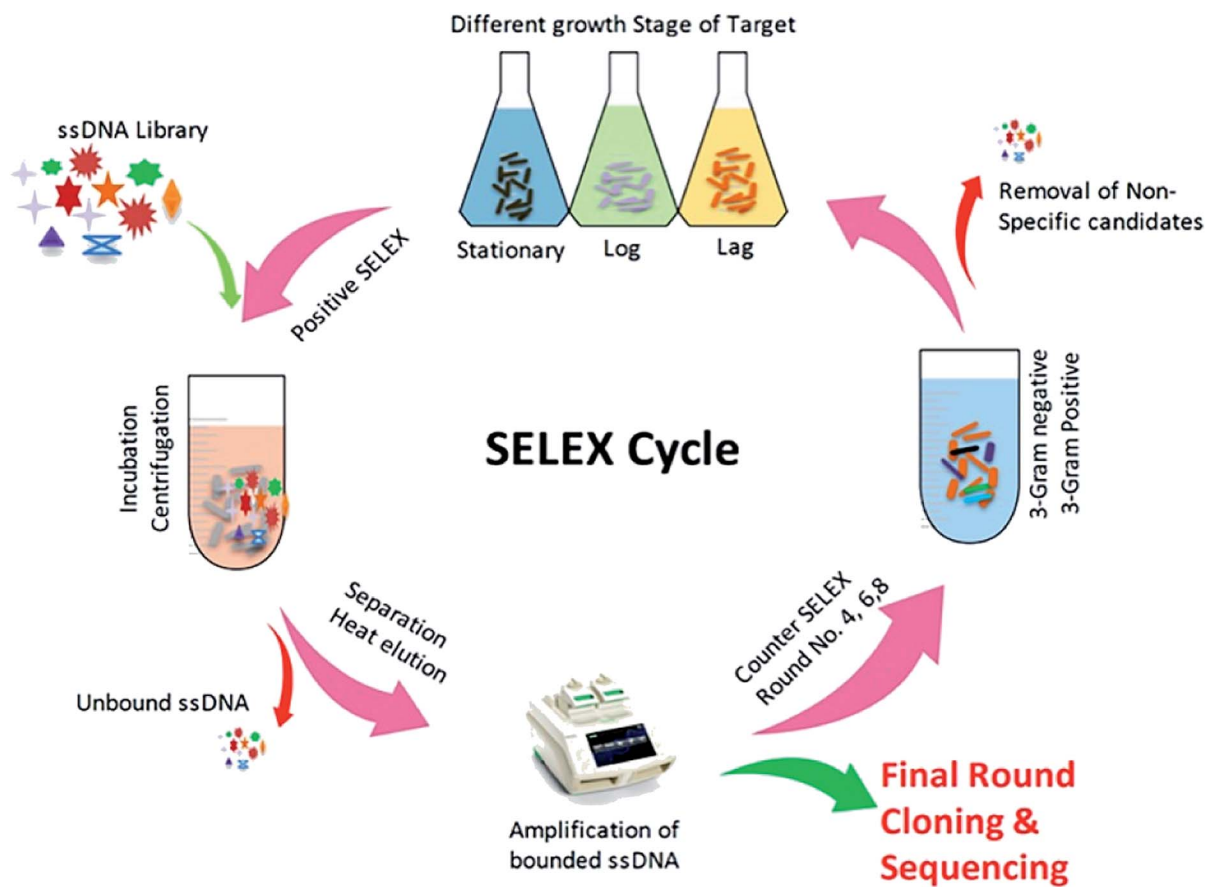 Different growth Stage of Target
ssDNA Library
Removal of Non-
Specific candidates
Stationary
Log
Lag
Positive SELEX
Incubation
Centrifugation
SELEX Cycle
3-Gram negative
3-Gram Positive
Separation
Heat elution
Counter SELEX
Round No. 4, 6,8
Unbound ssDNA
Amplification of
bounded ssDNA
Final Round
Cloning &
Sequencing